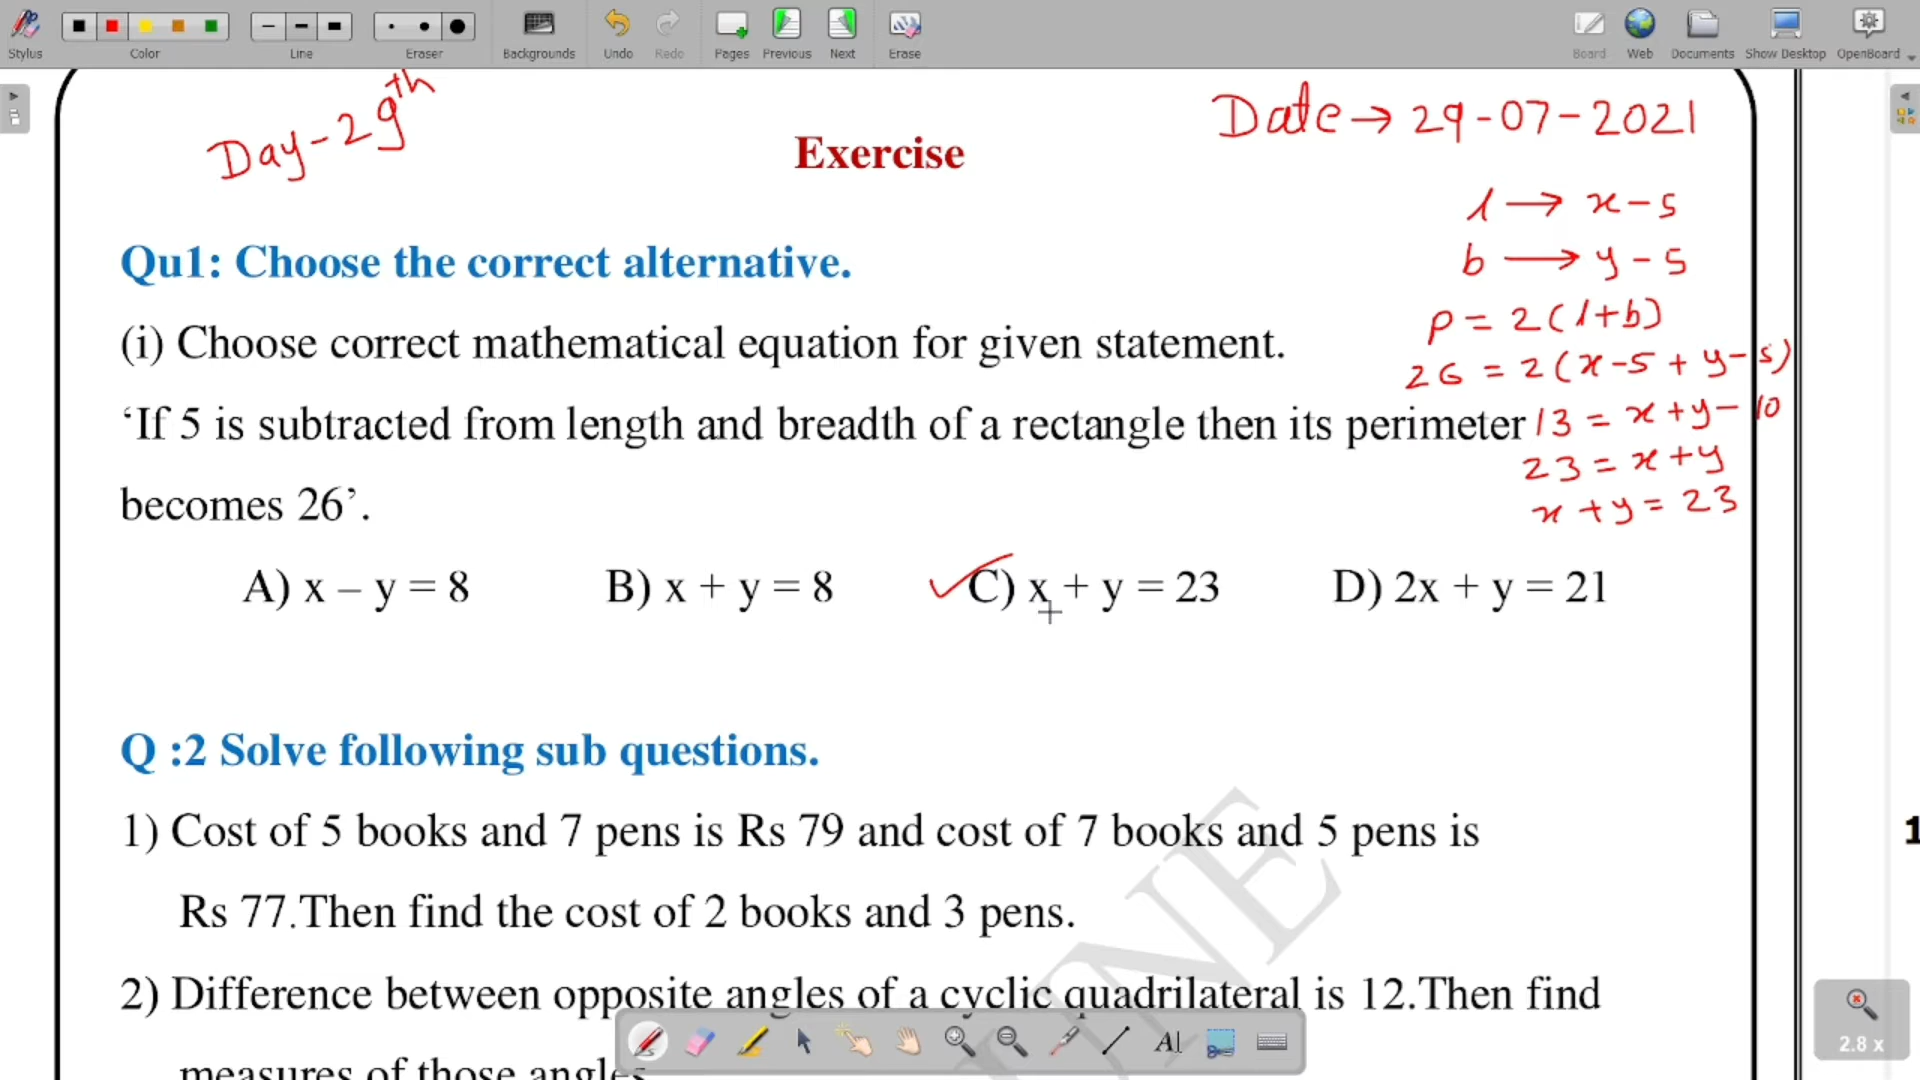 Stylus Color Line Eraser Backgrounds Undo Redo Pages Previous Next Erase Board Web Documents Show Desktop OpenBoard
Day-29th
Date → 29-07-2021
Exercise
l → x-5
b → y-5
Qu1: Choose the correct alternative.
P = 2(l+b)
(i) Choose correct mathematical equation for given statement.
26 = 2(x-5+y-5)
‘If 5 is subtracted from length and breadth of a rectangle then its perimeter
13 = x+y-10
23 = x+y
becomes 26’.
x+y = 23
A) x – y = 8 B) x + y = 8 C) x + y = 23 D) 2x + y = 21
Q :2 Solve following sub questions.
1) Cost of 5 books and 7 pens is Rs 79 and cost of 7 books and 5 pens is
Rs 77.Then find the cost of 2 books and 3 pens.
2) Difference between opposite angles of a cyclic quadrilateral is 12.Then find
measures of those angles
1
2.8 x